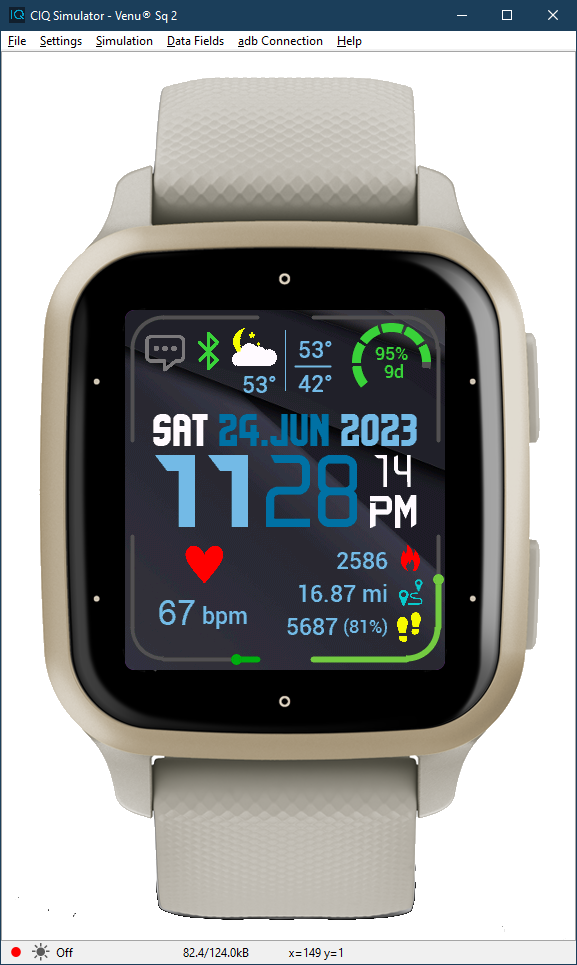 CIQ Simulator - Venu® Sq 2
File Settings Simulation Data Fields adb Connection Help
53° 53° 42° 95% 9d
SAT 24.JUN 2023
11 28 14 PM
2586
16.87 mi
67 bpm
5687 (81%)
Off 82.4/124.0kB x=149 y=1